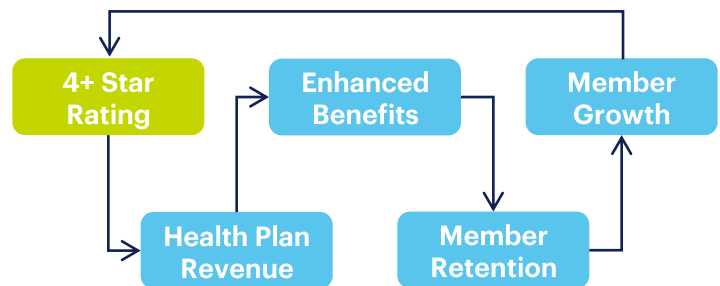 4+ Star
Rating
Enhanced
Benefits
Member
Growth
Health Plan
Revenue
Member
Retention